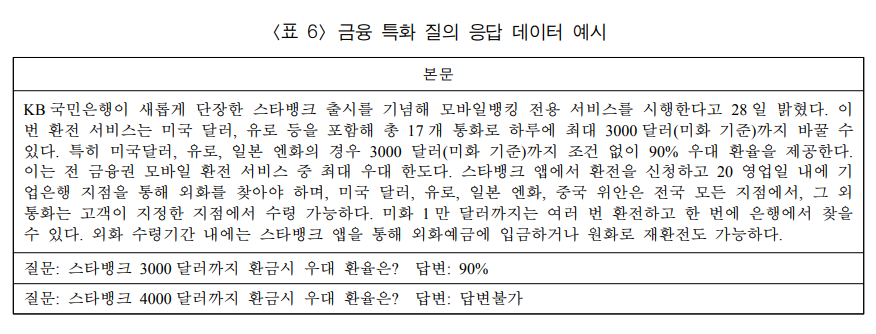 〈표 6〉 금융 특화 질의 응답 데이터 예시
본문
KB국민은행이 새롭게 단장한 스타뱅크 출시를 기념해 모바일뱅킹 전용 서비스를 시행한다고 28일 밝혔다. 이
번 환전 서비스는 미국 달러, 유로 등을 포함해 총 17개 통화로 하루에 최대 3000달러(미화 기준)까지 바꿀 수
있다. 특히 미국달러, 유로, 일본 엔화의 경우 3000 달러(미화 기준)까지 조건 없이 90% 우대 환율을 제공한다.
이는 전 금융권 모바일 환전 서비스 중 최대 우대 한도다. 스타뱅크 앱에서 환전을 신청하고 20 영업일 내에 기
업은행 지점을 통해 외화를 찾아야 하며, 미국 달러, 유로, 일본 엔화, 중국 위안은 전국 모든 지점에서, 그 외
통화는 고객이 지정한 지점에서 수령 가능하다. 미화 1만 달러까지는 여러 번 환전하고 한 번에 은행에서 찾을
수 있다. 외화 수령기간 내에는 스타뱅크 앱을 통해 외화예금에 입금하거나 원화로 재환전도 가능하다.
질문: 스타뱅크 3000달러까지 환금시 우대 환율은? 답변: 90%
질문: 스타뱅크 4000달러까지 환금시 우대 환율은? 답변: 답변불가